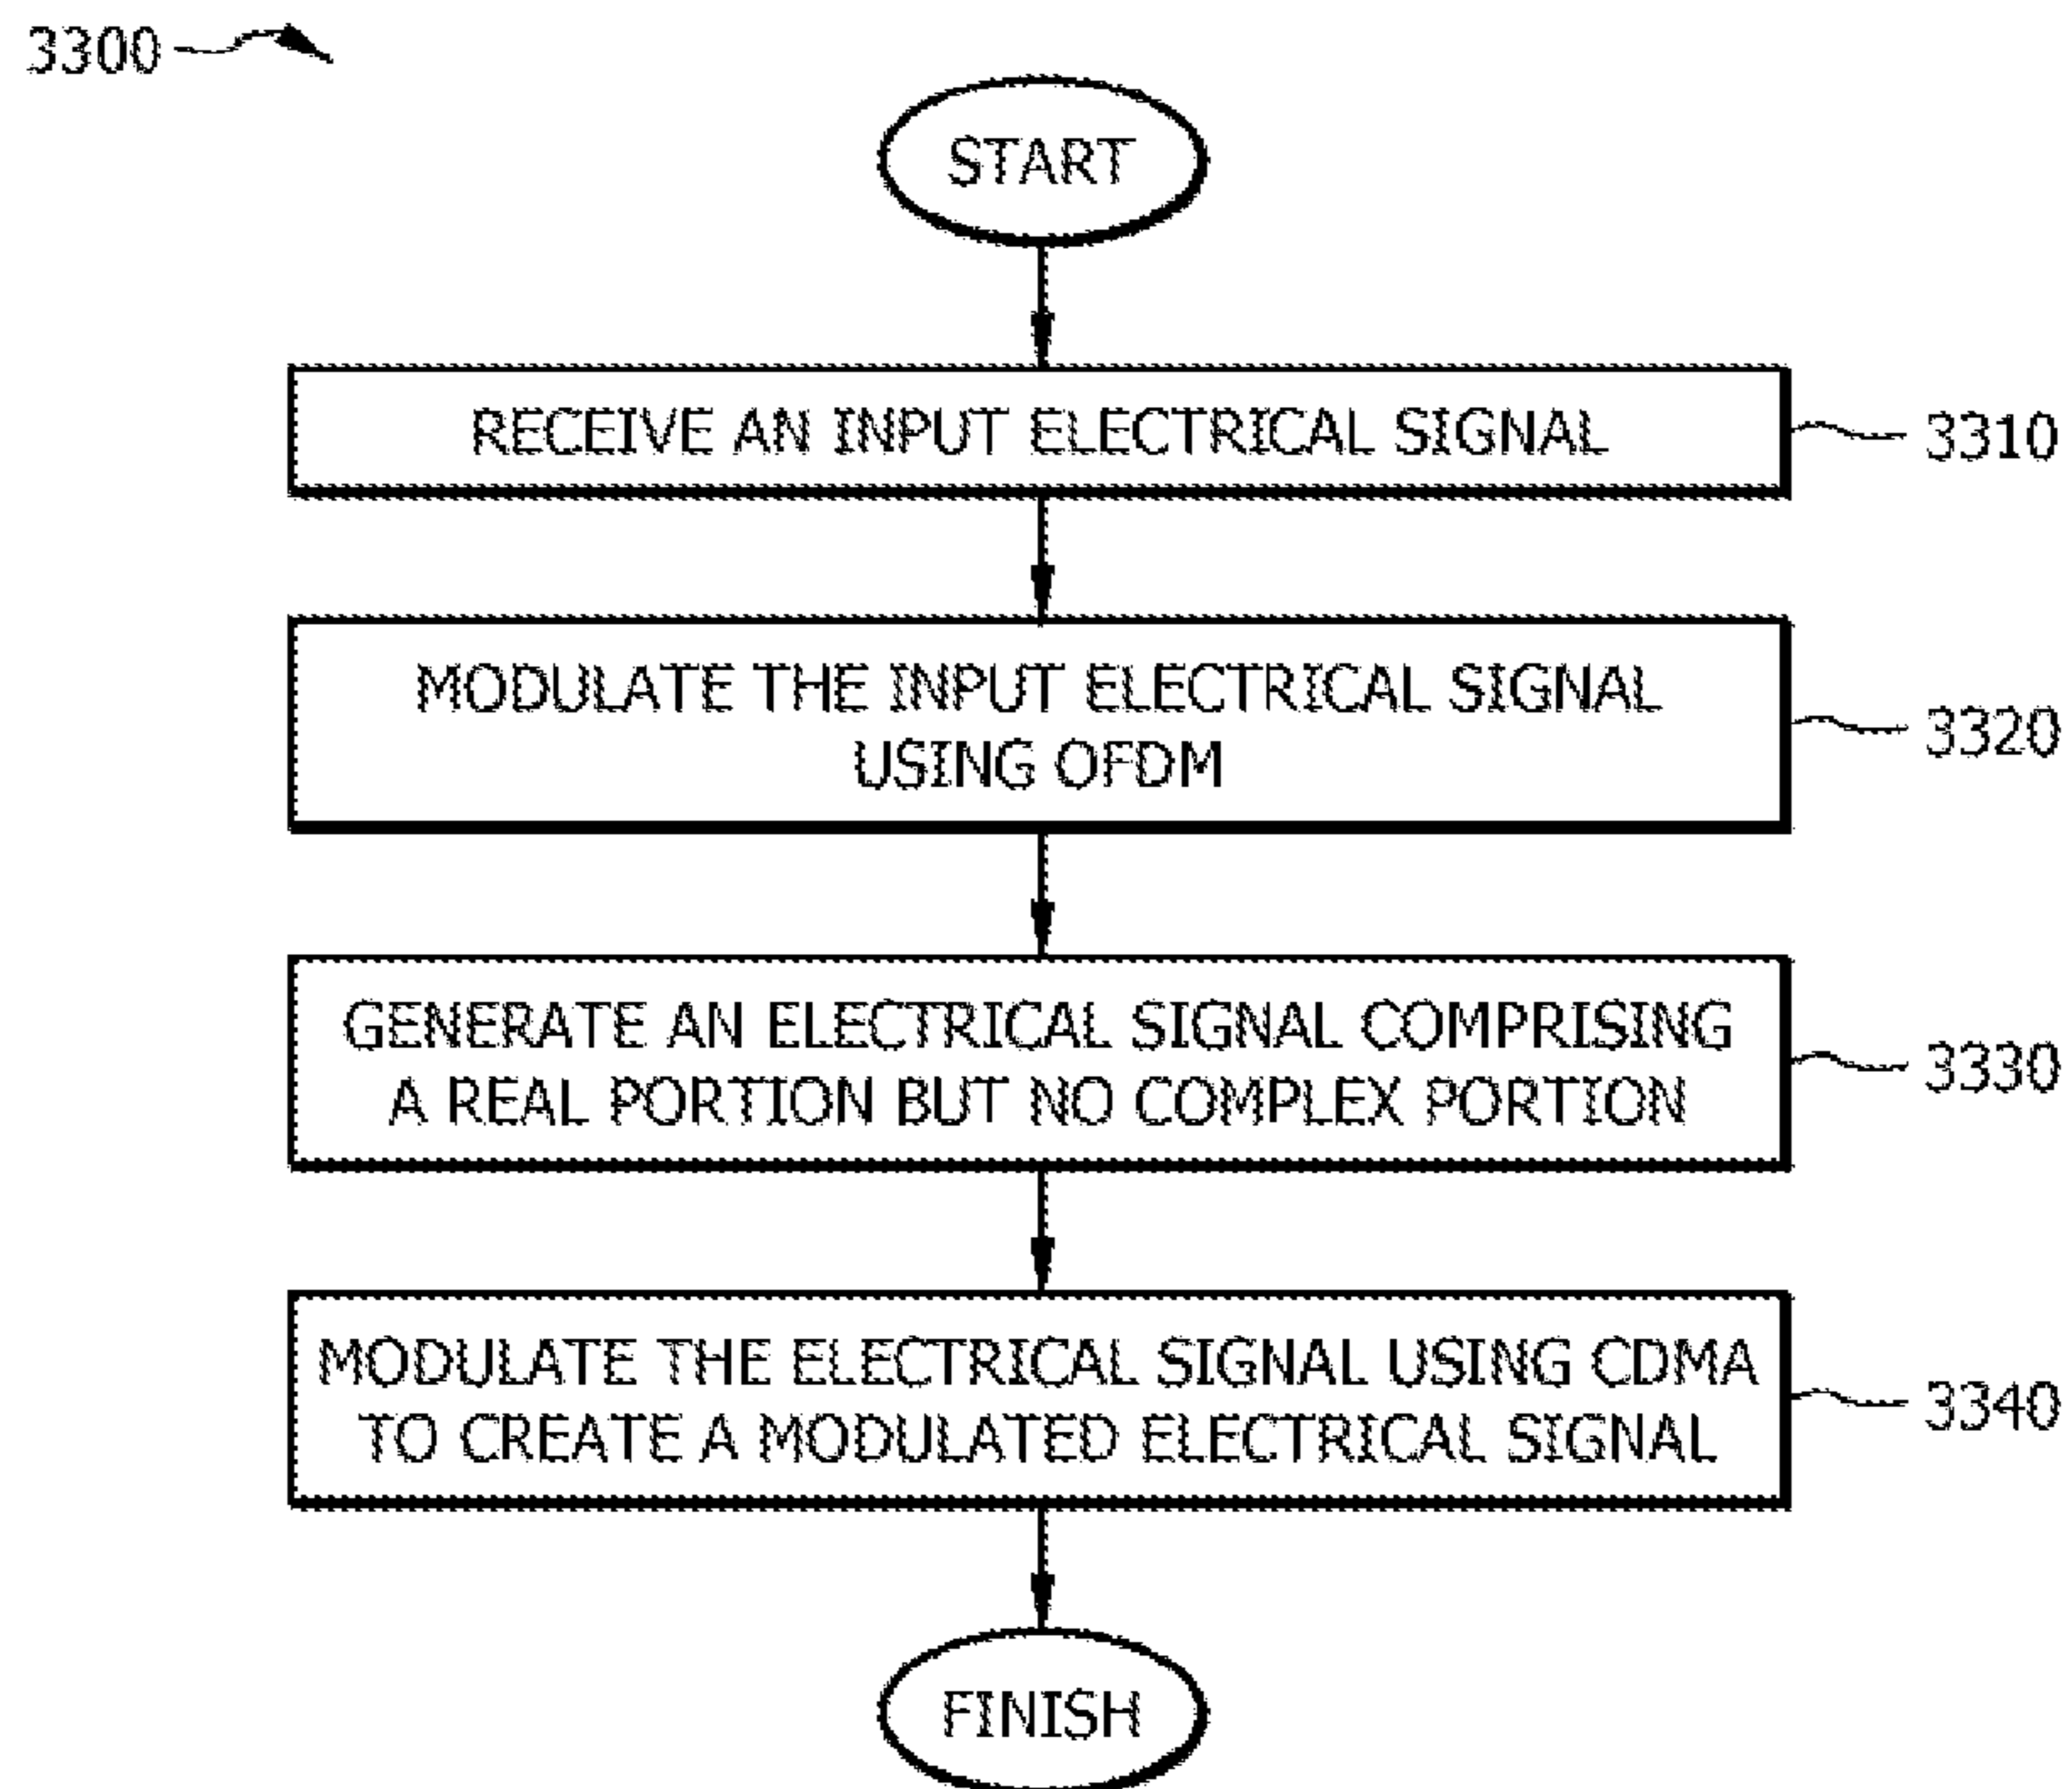 3300
START
RECEIVE AN INPUT ELECTRICAL SIGNAL
3310
MODULATE THE INPUT ELECTRICAL SIGNAL
USING OFDM
3320
GENERATE AN ELECTRICAL SIGNAL COMPRISING
A REAL PORTION BUT NO COMPLEX PORTION
3330
MODULATE THE ELECTRICAL SIGNAL USING CDMA
TO CREATE A MODULATED ELECTRICAL SIGNAL
3340
FINISH